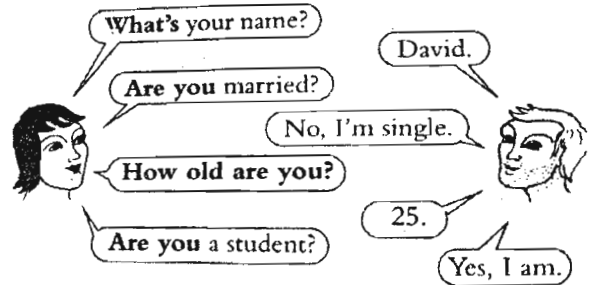 What's your name?
David.
Are you married?
No, I'm single.
How old are you?
25.
Are you a student?
Yes, I am.